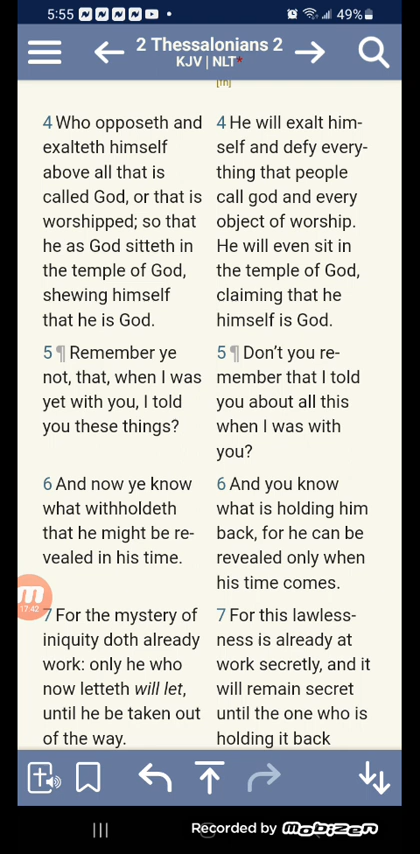 5:55
49%
2 Thessalonians 2
KJV | NLT*
[fn]
4 Who opposeth and
exalteth himself
above all that is
called God, or that is
worshipped; so that
he as God sitteth in
the temple of God,
shewing himself
that he is God.
4 He will exalt him-
self and defy every-
thing that people
call god and every
object of worship.
He will even sit in
the temple of God,
claiming that he
himself is God.
5 ¶ Remember ye
not, that, when I was
yet with you, I told
you these things?
5 ¶ Don’t you re-
member that I told
you about all this
when I was with
you?
6 And now ye know
what withholdeth
that he might be re-
vealed in his time.
6 And you know
what is holding him
back, for he can be
revealed only when
his time comes.
7 For the mystery of
iniquity doth already
work: only he who
now letteth will let,
until he be taken out
of the way.
7 For this lawless-
ness is already at
work secretly, and it
will remain secret
until the one who is
holding it back
17:42
Recorded by mobizen